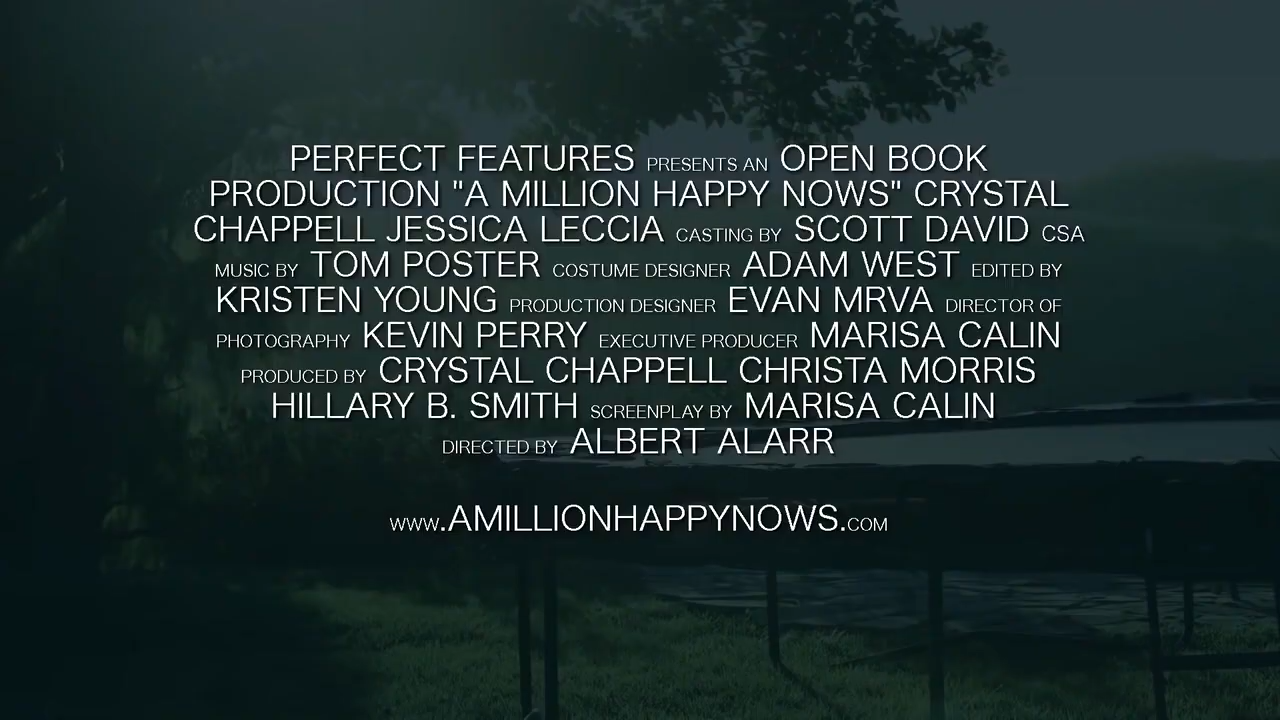 PERFECT FEATURES PRESENTS AN OPEN BOOK
PRODUCTION "A MILLION HAPPY NOWS" CRYSTAL
CHAPPELL JESSICA LECCIA CASTING BY SCOTT DAVID CSA
MUSIC BY TOM POSTER COSTUME DESIGNER ADAM WEST EDITED BY
KRISTEN YOUNG PRODUCTION DESIGNER EVAN MRVA DIRECTOR OF
PHOTOGRAPHY KEVIN PERRY EXECUTIVE PRODUCER MARISA CALIN
PRODUCED BY CRYSTAL CHAPPELL CHRISTA MORRIS
HILLARY B. SMITH SCREENPLAY BY MARISA CALIN
DIRECTED BY ALBERT ALARR
WWW.AMILLIONHAPPYNOWS.COM